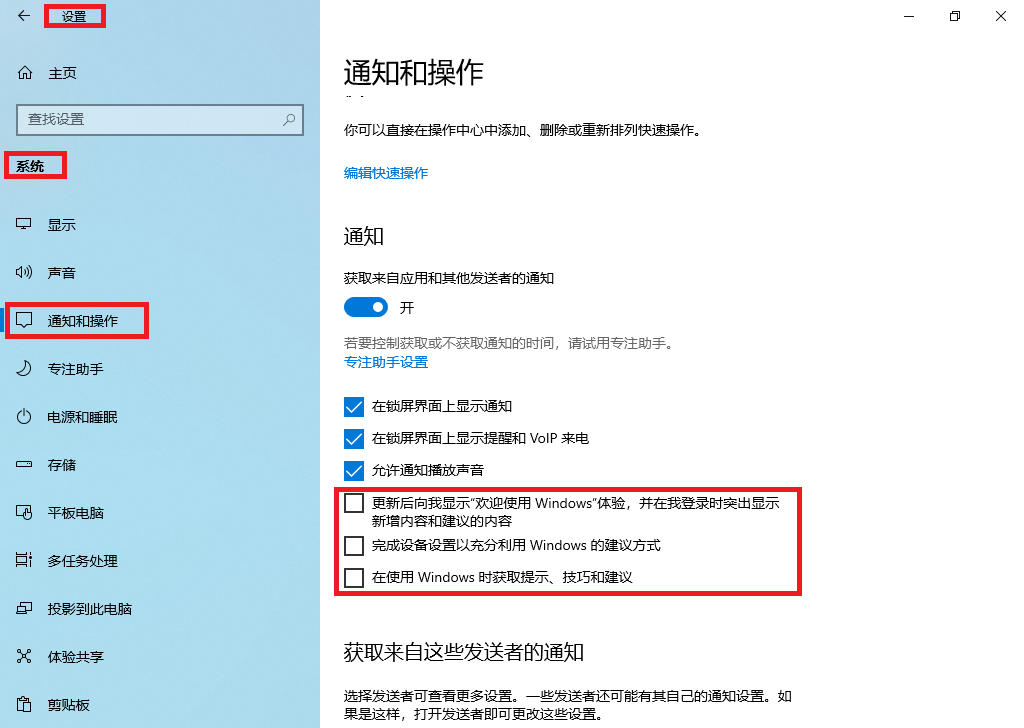 设置
主页
查找设置
系统
显示
声音
通知和操作
专注助手
电源和睡眠
存储
平板电脑
多任务处理
投影到此电脑
体验共享
剪贴板
通知和操作
你可以直接在操作中心中添加、删除或重新排列快速操作。
编辑快速操作
通知
获取来自应用和其他发送者的通知
开
若要控制获取或不获取通知的时间，请试用专注助手。
专注助手设置
在锁屏界面上显示通知
在锁屏界面上显示提醒和 VoIP 来电
允许通知播放声音
更新后向我显示"欢迎使用 Windows"体验，并在我登录时突出显示
新增内容和建议的内容
完成设备设置以充分利用 Windows 的建议方式
在使用 Windows 时获取提示、技巧和建议
获取来自这些发送者的通知
选择发送者可查看更多设置。一些发送者还可能有其自己的通知设置。如
果是这样，打开发送者即可更改这些设置。